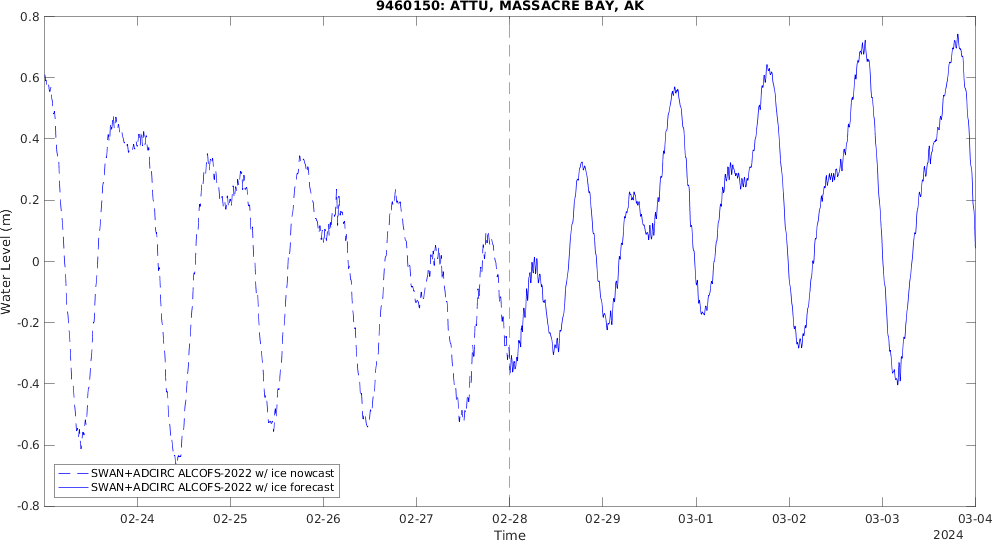 9460150: ATTU, MASSACRE BAY, AK
Water Level (m)
0.8
0.6
0.4
0.2
0
-0.2
-0.4
-0.6
-0.8
SWAN+ADCIRC ALCOFS-2022 w/ ice nowcast
SWAN+ADCIRC ALCOFS-2022 w/ ice forecast
02-24 02-25 02-26 02-27 02-28 02-29 03-01 03-02 03-03 03-04
Time
2024